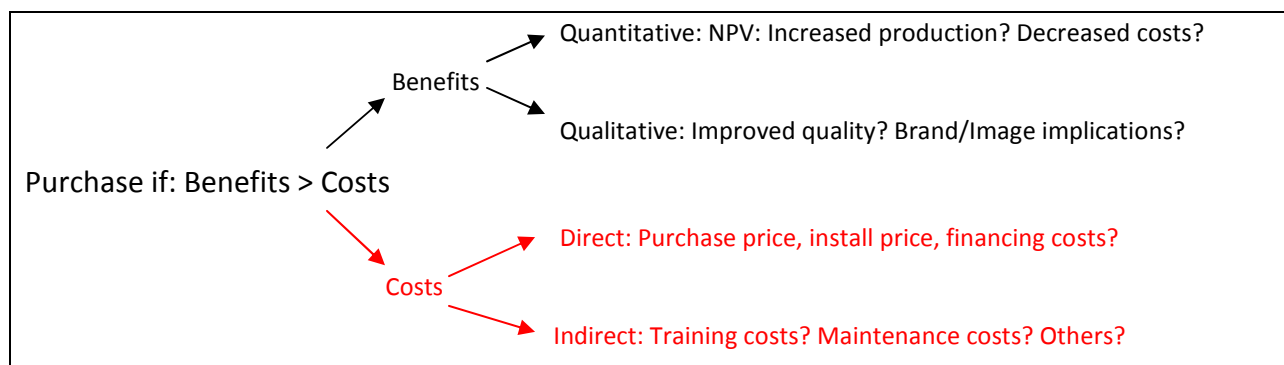 Quantitative: NPV: Increased production? Decreased costs?
Benefits
Qualitative: Improved quality? Brand/Image implications?
Purchase if: Benefits > Costs
Direct: Purchase price, install price, financing costs?
Costs
Indirect: Training costs? Maintenance costs? Others?